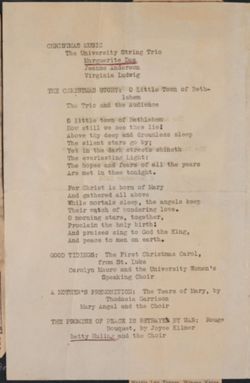 CHRISTMAS MUSIC
The University String Trio
Marguerite
Jeanne Anderson
Virginia Ludwig
THE CHRISTMAS STORY: O Little Town of Beth-
lehem
The Trio and the Audience
O little town of Bethlehem
How still we see thee lie!
Above thy deep and dreamless sleep
The silent stars go by;
Yet in the dark streets shineth
The everlasting Light;
The hopes and fears of all the years
Are met in thee tonight.
For Christ is born of Mary
And gathered all above
While mortals sleep, the angels keep
Their watch of wondering love.
O morning stars, together,
Proclaim the holy birth!
And praises sing to God the King,
And peace to men on earth.
GOOD TIDINGS: The First Christmas Carol,
from St. Luke
Carolyn Mauro and the University Women's
Speaking Choir
A MOTHER'S PREMONITION: The Tears of Mary, by
Theodosia Garrison
Mary Angel and the Choir
THE PROMISE OF PEACE IS BETRAYED BY MAN: Rouge
Bouquet, by Joyce Kilmer
Betty and the Choir